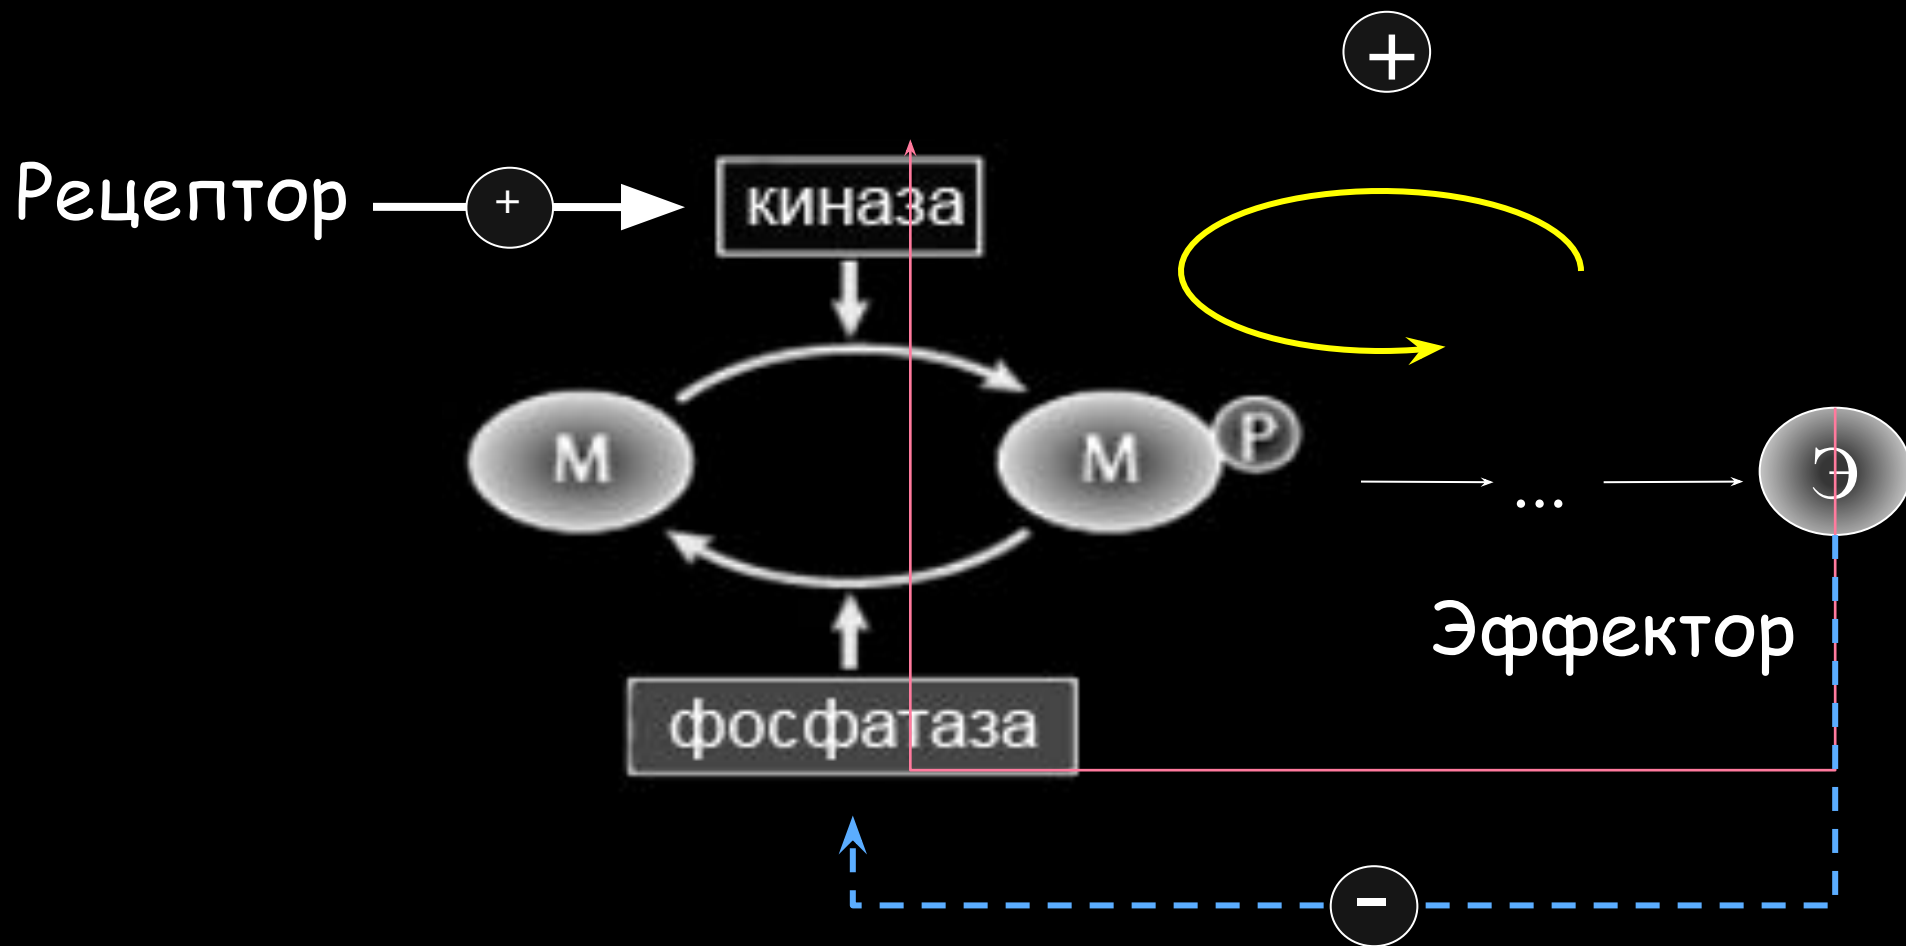 +
Рецептор
+
киназа
М
М
Р
...
Э
Эффектор
фосфатаза
-